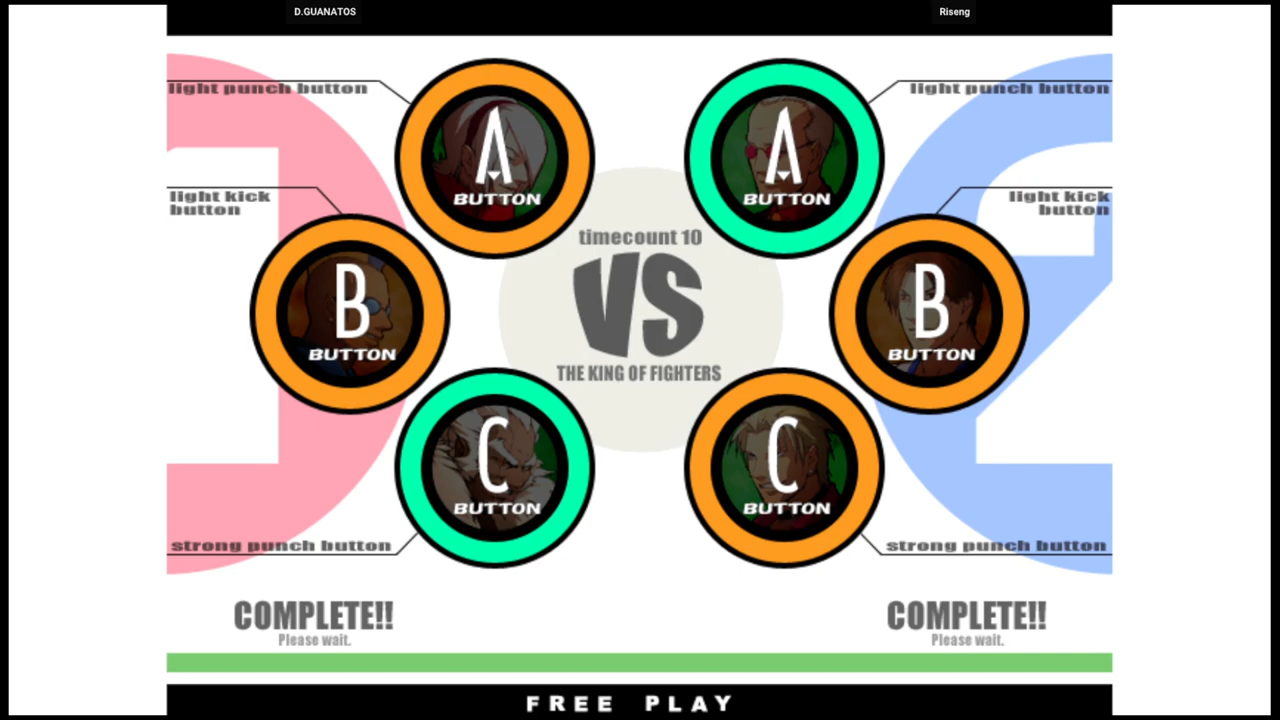 D.GUANATOS
Riseng
light punch button
light punch button
A
BUTTON
A
BUTTON
light kick
button
light kick
button
B
BUTTON
B
BUTTON
timecount 10
VS
THE KING OF FIGHTERS
C
BUTTON
C
BUTTON
strong punch button
strong punch button
COMPLETE!!
Please wait.
COMPLETE!!
Please wait.
FREE PLAY